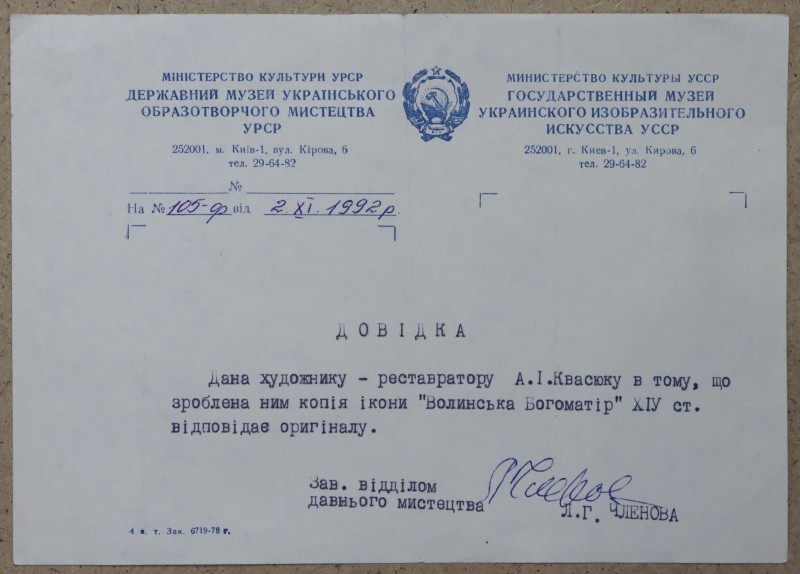 МІНІСТЕРСТВО КУЛЬТУРИ УРСР
ДЕРЖАВНИЙ МУЗЕЙ УКРАЇНСЬКОГО
ОБРАЗОТВОРЧОГО МИСТЕЦТВА
УРСР
252001, м. Київ-1, вул. Кірова, 6
тел. 29-64-82
№
На № 105-ф від 2.XI.1992р.
МИНИСТЕРСТВО КУЛЬТУРЫ УССР
ГОСУДАРСТВЕННЫЙ МУЗЕЙ
УКРАИНСКОГО ИЗОБРАЗИТЕЛЬНОГО
ИСКУССТВА УССР
252001, г. Киев-1, ул. Кирова, 6
тел. 29-64-82
ДОВІДКА
Дана художнику - реставратору А.І.Квасюку в тому, що
зроблена ним копія ікони "Волинська Богоматір" ХІУ ст.
відповідає оригіналу.
Зав. відділом
давнього мистецтва
Л.Г. ЧЛЕНОВА
4 в. т. Зак. 6719-78 г.